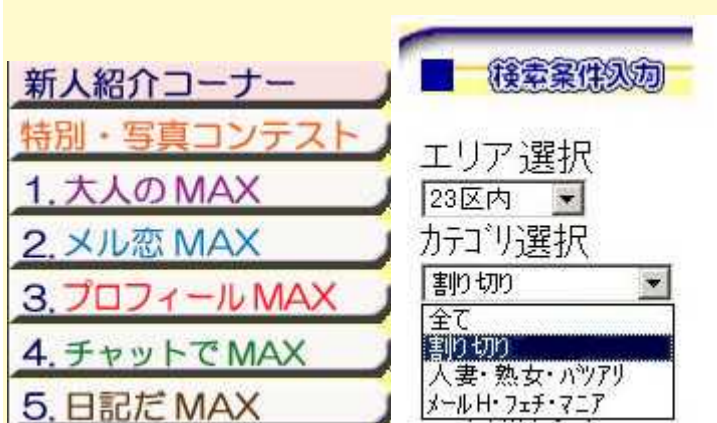 新人紹介コーナー
特別・写真コンテスト
1.大人のMAX
2.メル恋MAX
3.プロフィールMAX
4.チャットでMAX
5.日記だMAX
検索条件入力
エリア選択
23区内
カテゴリ選択
割り切り
全て
割り切り
人妻・熟女・バツアリ
メールH・フェチ・マニア